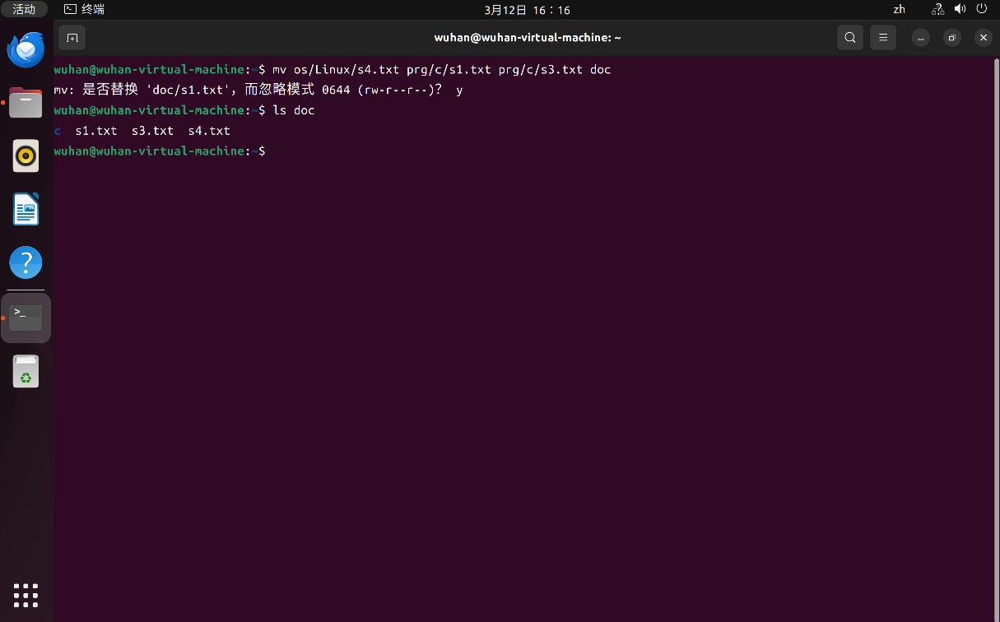 活动 终端 3月12日 16：16 zh
wuhan@wuhan-virtual-machine: ~
wuhan@wuhan-virtual-machine:~$ mv os/Linux/s4.txt prg/c/s1.txt prg/c/s3.txt doc
mv: 是否替换 'doc/s1.txt'，而忽略模式 0644 (rw-r--r--)？ y
wuhan@wuhan-virtual-machine:~$ ls doc
c  s1.txt  s3.txt  s4.txt
wuhan@wuhan-virtual-machine:~$